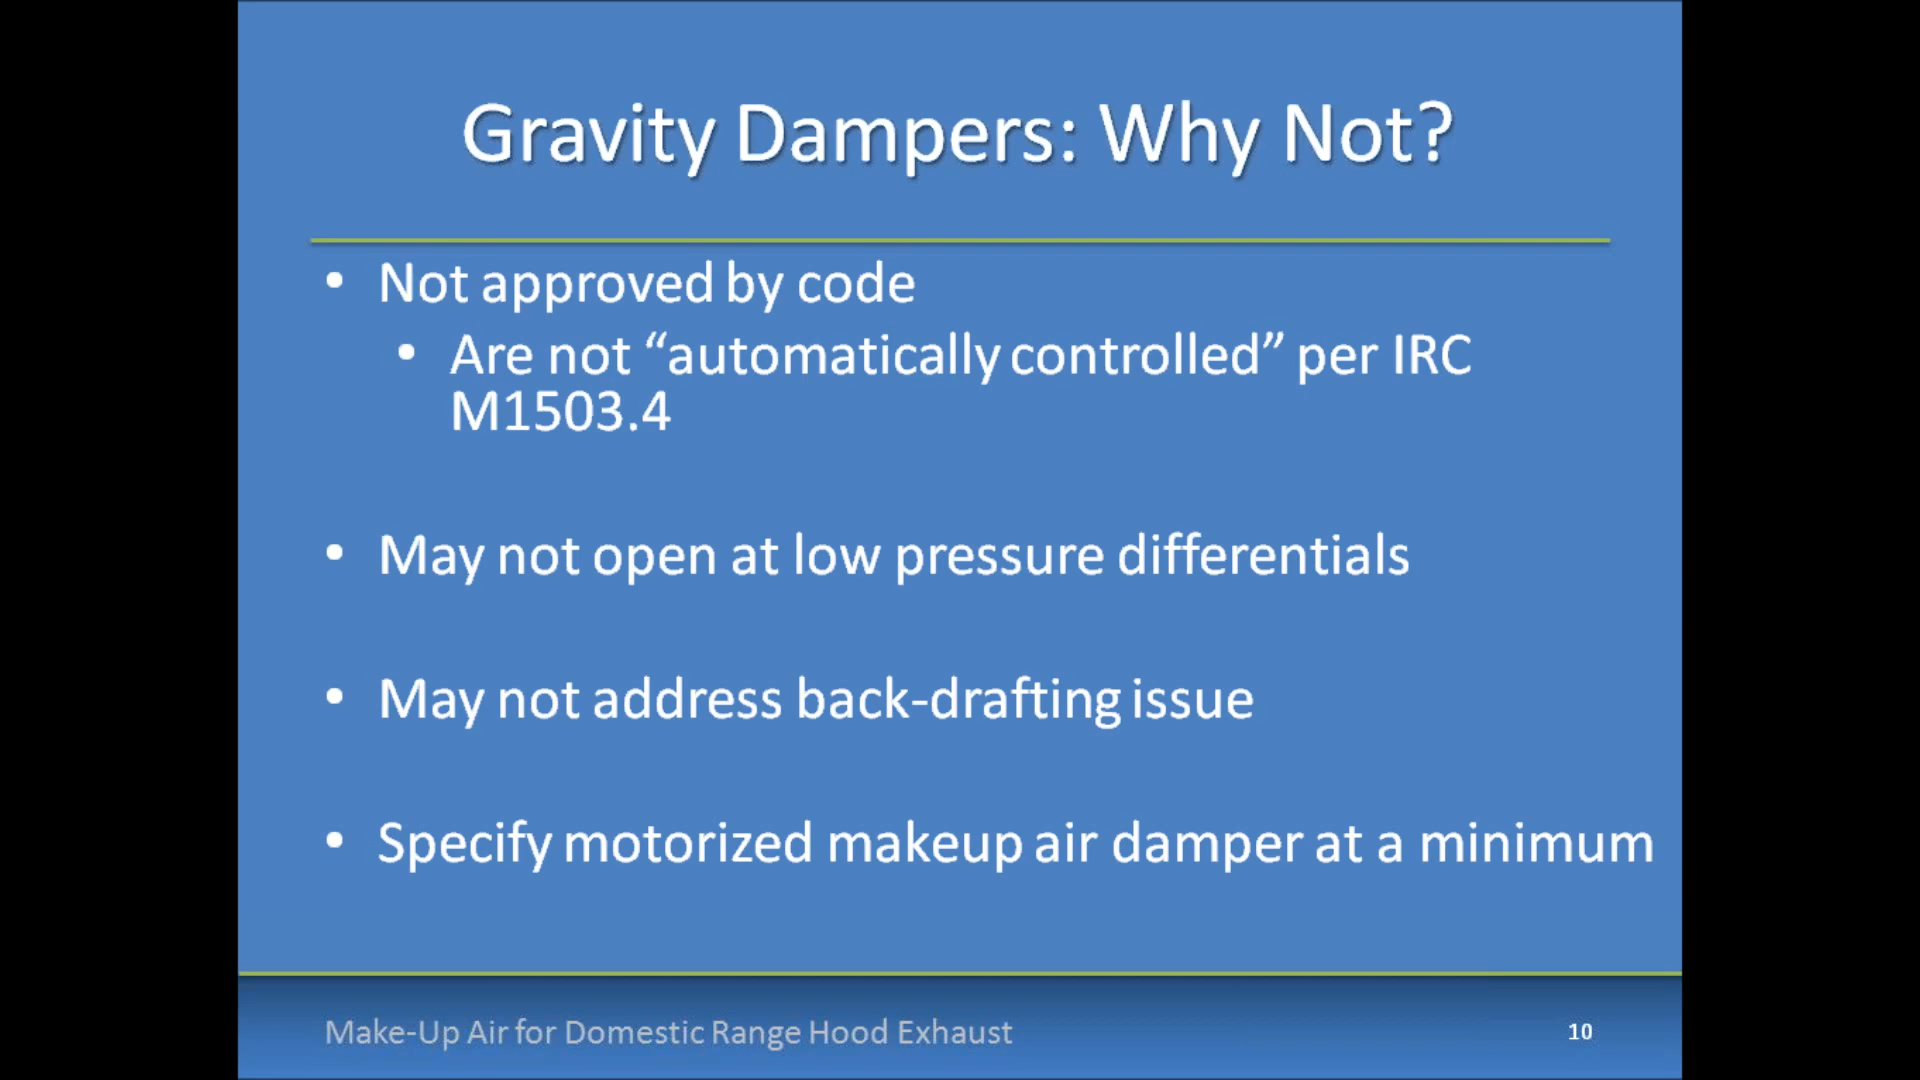 Gravity Dampers: Why Not?
• Not approved by code
• Are not “automatically controlled” per IRC
M1503.4
• May not open at low pressure differentials
• May not address back-drafting issue
• Specify motorized makeup air damper at a minimum
Make-Up Air for Domestic Range Hood Exhaust
10